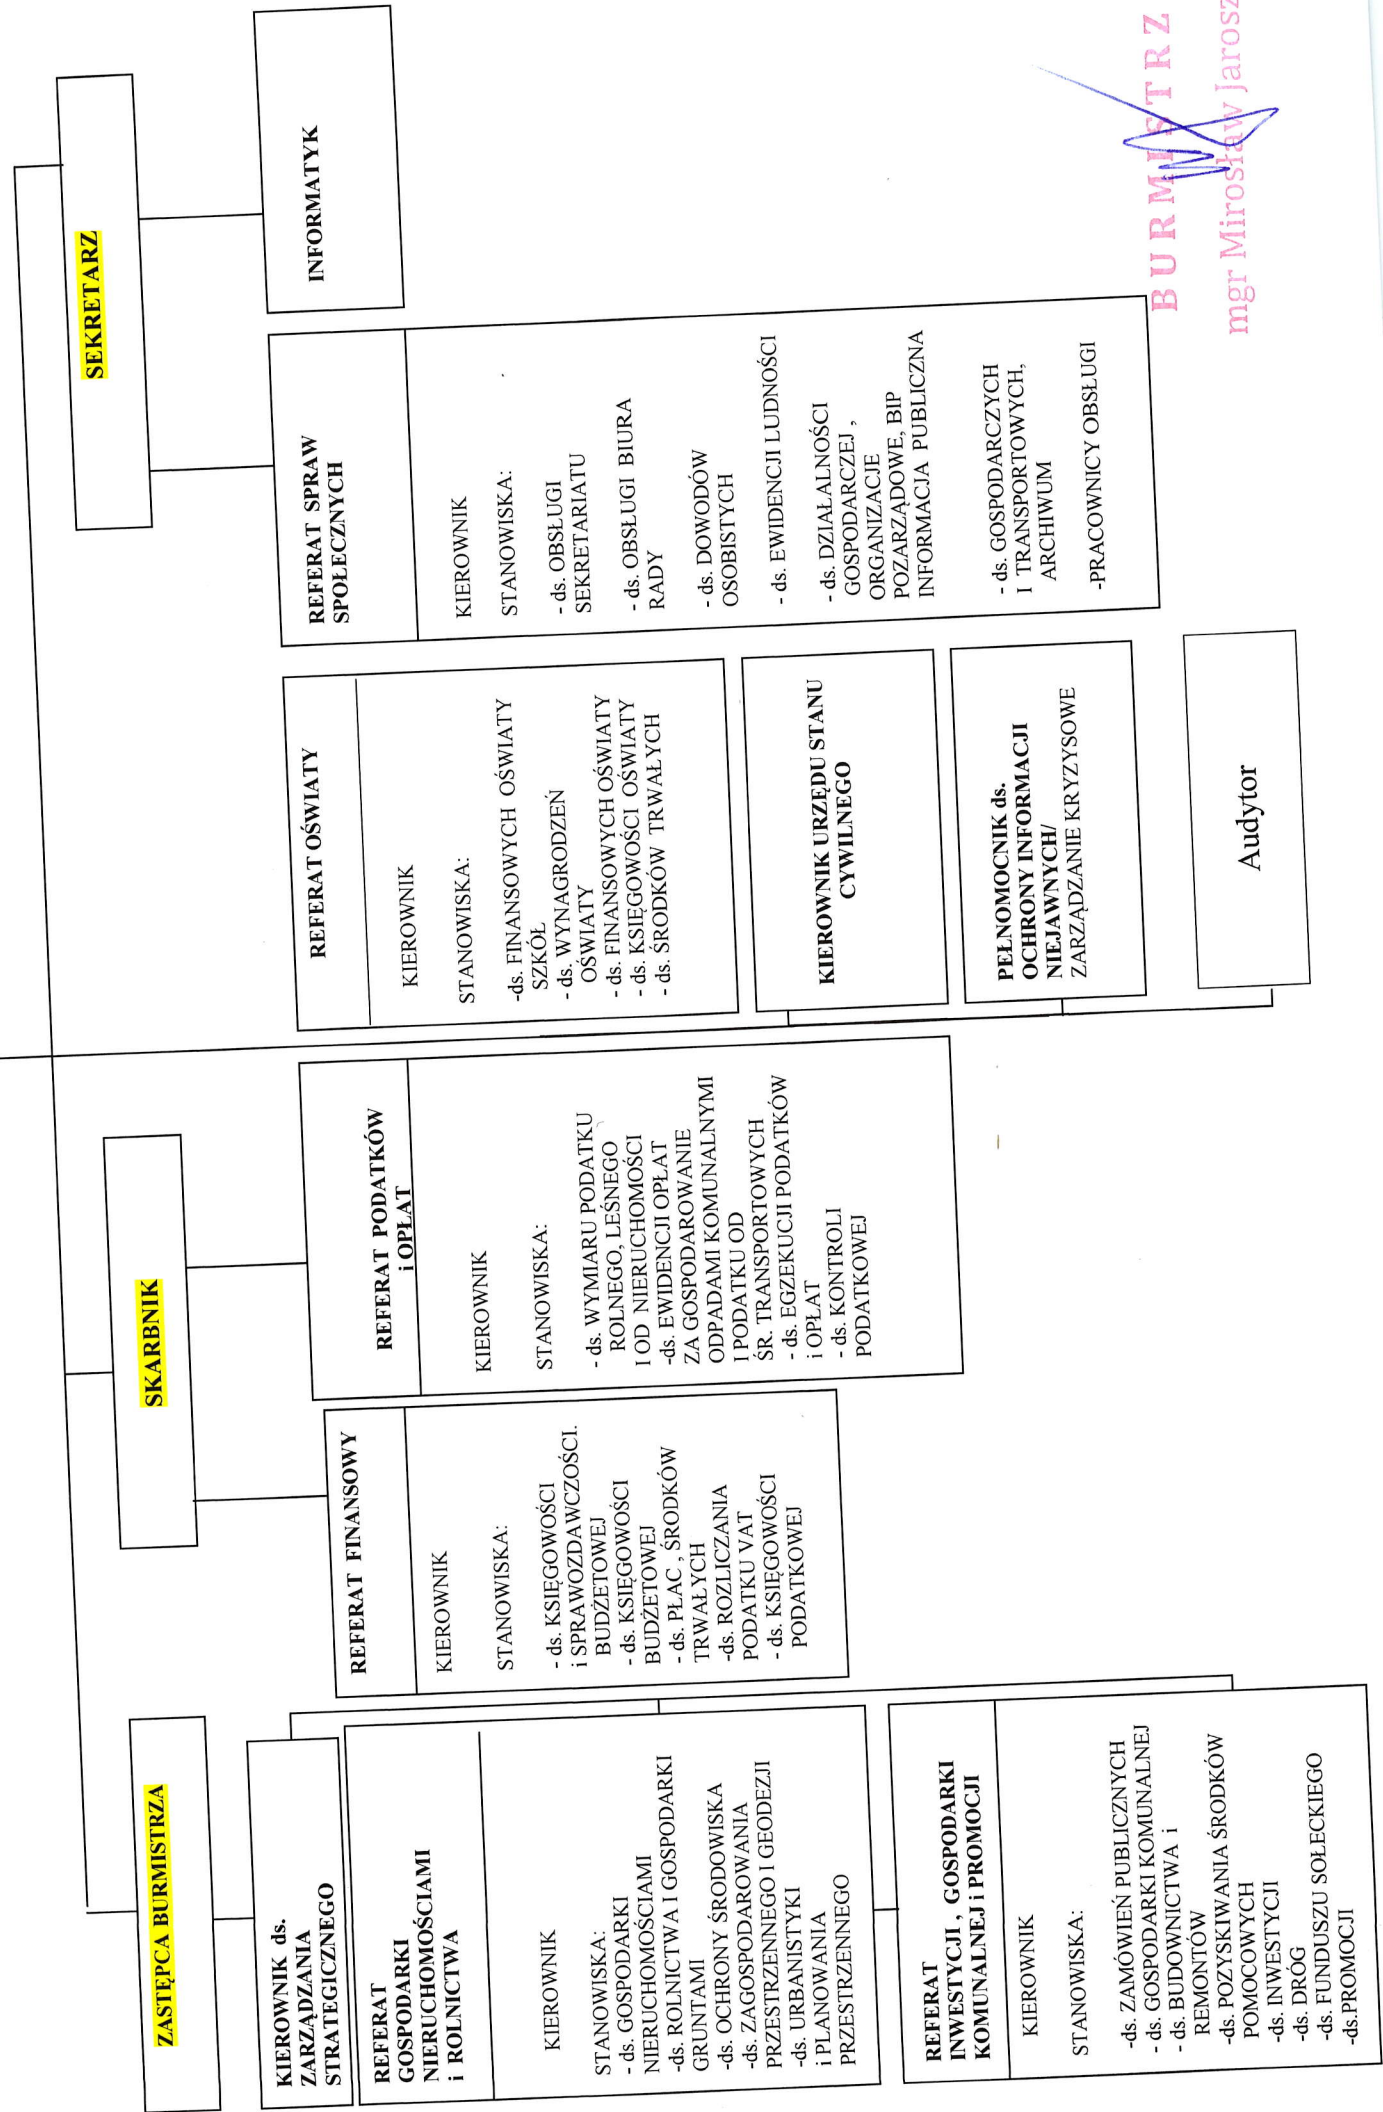 ZASTĘPCA BURMISTRZA
SKARBNIK
SEKRETARZ
KIEROWNIK ds.
ZARZĄDZANIA
STRATEGICZNEGO
REFERAT
GOSPODARKI
NIERUCHOMOŚCIAMI
i ROLNICTWA
KIEROWNIK
STANOWISKA:
- ds. GOSPODARKI
NIERUCHOMOŚCIAMI
-ds. ROLNICTWA I GOSPODARKI
GRUNTAMI
-ds. OCHRONY ŚRODOWISKA
-ds. ZAGOSPODAROWANIA
PRZESTRZENNEGO I GEODEZJI
-ds. URBANISTYKI
i PLANOWANIA
PRZESTRZENNEGO
REFERAT
INWESTYCJI , GOSPODARKI
KOMUNALNEJ i PROMOCJI
KIEROWNIK
STANOWISKA:
-ds. ZAMÓWIEŃ PUBLICZNYCH
- ds. GOSPODARKI KOMUNALNEJ
- ds. BUDOWNICTWA i
REMONTÓW
-ds. POZYSKIWANIA ŚRODKÓW
POMOCOWYCH
-ds. INWESTYCJI
-ds. DRÓG
-ds. FUNDUSZU SOŁECKIEGO
-ds.PROMOCJI
REFERAT FINANSOWY
KIEROWNIK
STANOWISKA:
- ds. KSIĘGOWOŚCI
i SPRAWOZDAWCZOŚCI.
BUDŻETOWEJ
- ds. KSIĘGOWOŚCI
BUDŻETOWEJ
- ds. PŁAC , ŚRODKÓW
TRWAŁYCH
-ds. ROZLICZANIA
PODATKU VAT
- ds. KSIĘGOWOŚCI
PODATKOWEJ
REFERAT PODATKÓW
i OPŁAT
KIEROWNIK
STANOWISKA:
- ds. WYMIARU PODATKU
ROLNEGO, LEŚNEGO
I OD NIERUCHOMOŚCI
-ds. EWIDENCJI OPŁAT
ZA GOSPODAROWANIE
ODPADAMI KOMUNALNYMI
I PODATKU OD
ŚR. TRANSPORTOWYCH
- ds. EGZEKUCJI PODATKÓW
i OPŁAT
- ds. KONTROLI
PODATKOWEJ
REFERAT OŚWIATY
KIEROWNIK
STANOWISKA:
-ds. FINANSOWYCH OŚWIATY
SZKÓŁ
- ds. WYNAGRODZEŃ
OŚWIATY
- ds. FINANSOWYCH OŚWIATY
- ds. KSIĘGOWOŚCI OŚWIATY
- ds. ŚRODKÓW TRWAŁYCH
KIEROWNIK URZĘDU STANU
CYWILNEGO
PEŁNOMOCNIK ds.
OCHRONY INFORMACJI
NIEJAWNYCH/
ZARZĄDZANIE KRYZYSOWE
Audytor
REFERAT SPRAW
SPOŁECZNYCH
KIEROWNIK
STANOWISKA:
- ds. OBSŁUGI
SEKRETARIATU
- ds. OBSŁUGI BIURA
RADY
- ds. DOWODÓW
OSOBISTYCH
- ds. EWIDENCJI LUDNOŚCI
- ds. DZIAŁALNOŚCI
GOSPODARCZEJ ,
ORGANIZACJE
POZARZĄDOWE, BIP
INFORMACJA PUBLICZNA
- ds. GOSPODARCZYCH
I TRANSPORTOWYCH,
ARCHIWUM
-PRACOWNICY OBSŁUGI
INFORMATYK
BURMISTRZ
mgr Mirosław Jarosz